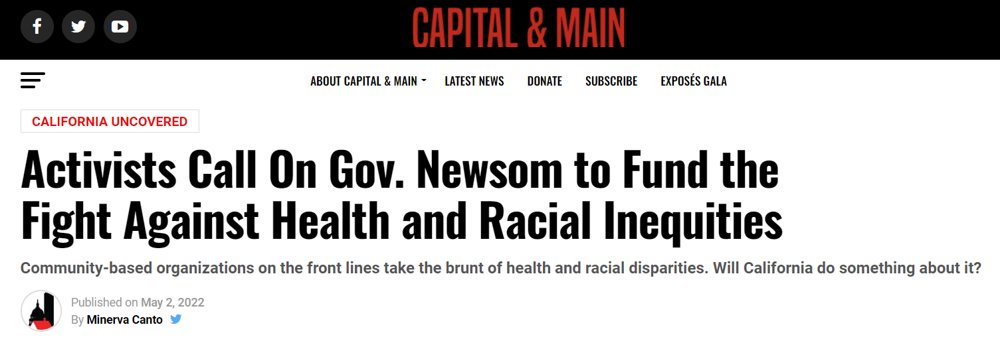 CAPITAL & MAIN
ABOUT CAPITAL & MAIN LATEST NEWS DONATE SUBSCRIBE EXPOSÉS GALA
CALIFORNIA UNCOVERED
Activists Call On Gov. Newsom to Fund the
Fight Against Health and Racial Inequities
Community-based organizations on the front lines take the brunt of health and racial disparities. Will California do something about it?
Published on May 2, 2022
By Minerva Canto